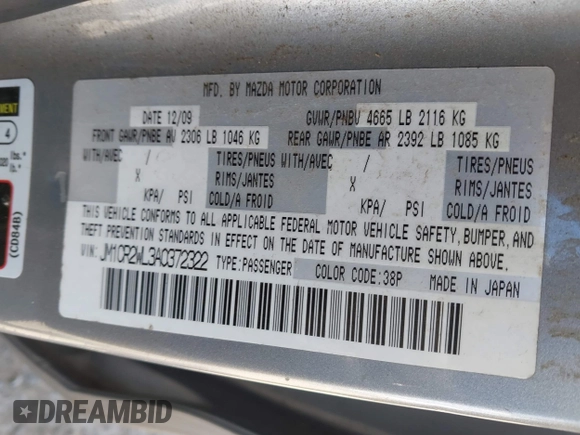 MFD. BY MAZDA MOTOR CORPORATION
DATE 12/09 GVWR/PNBV 4665 LB 2116 KG
FRONT GAWR/PNBE AV 2306 LB 1046 KG REAR GAWR/PNBE AR 2392 LB 1085 KG
WITH/AVEC / TIRES/PNEUS WITH/AVEC / TIRES/PNEUS
X RIMS/JANTES X RIMS/JANTES
KPA/ PSI COLD/A FROID KPA/ PSI COLD/A FROID
THIS VEHICLE CONFORMS TO ALL APPLICABLE FEDERAL MOTOR VEHICLE SAFETY, BUMPER, AND
THEFT PREVENTION STANDARDS IN EFFECT ON THE DATE OF MANUFACTURE SHOWN ABOVE.
VIN: JM1CR2WL3A0372322 TYPE:PASSENGER COLOR CODE:38P MADE IN JAPAN
4
lbs.
(CD84B)
DREAMBID